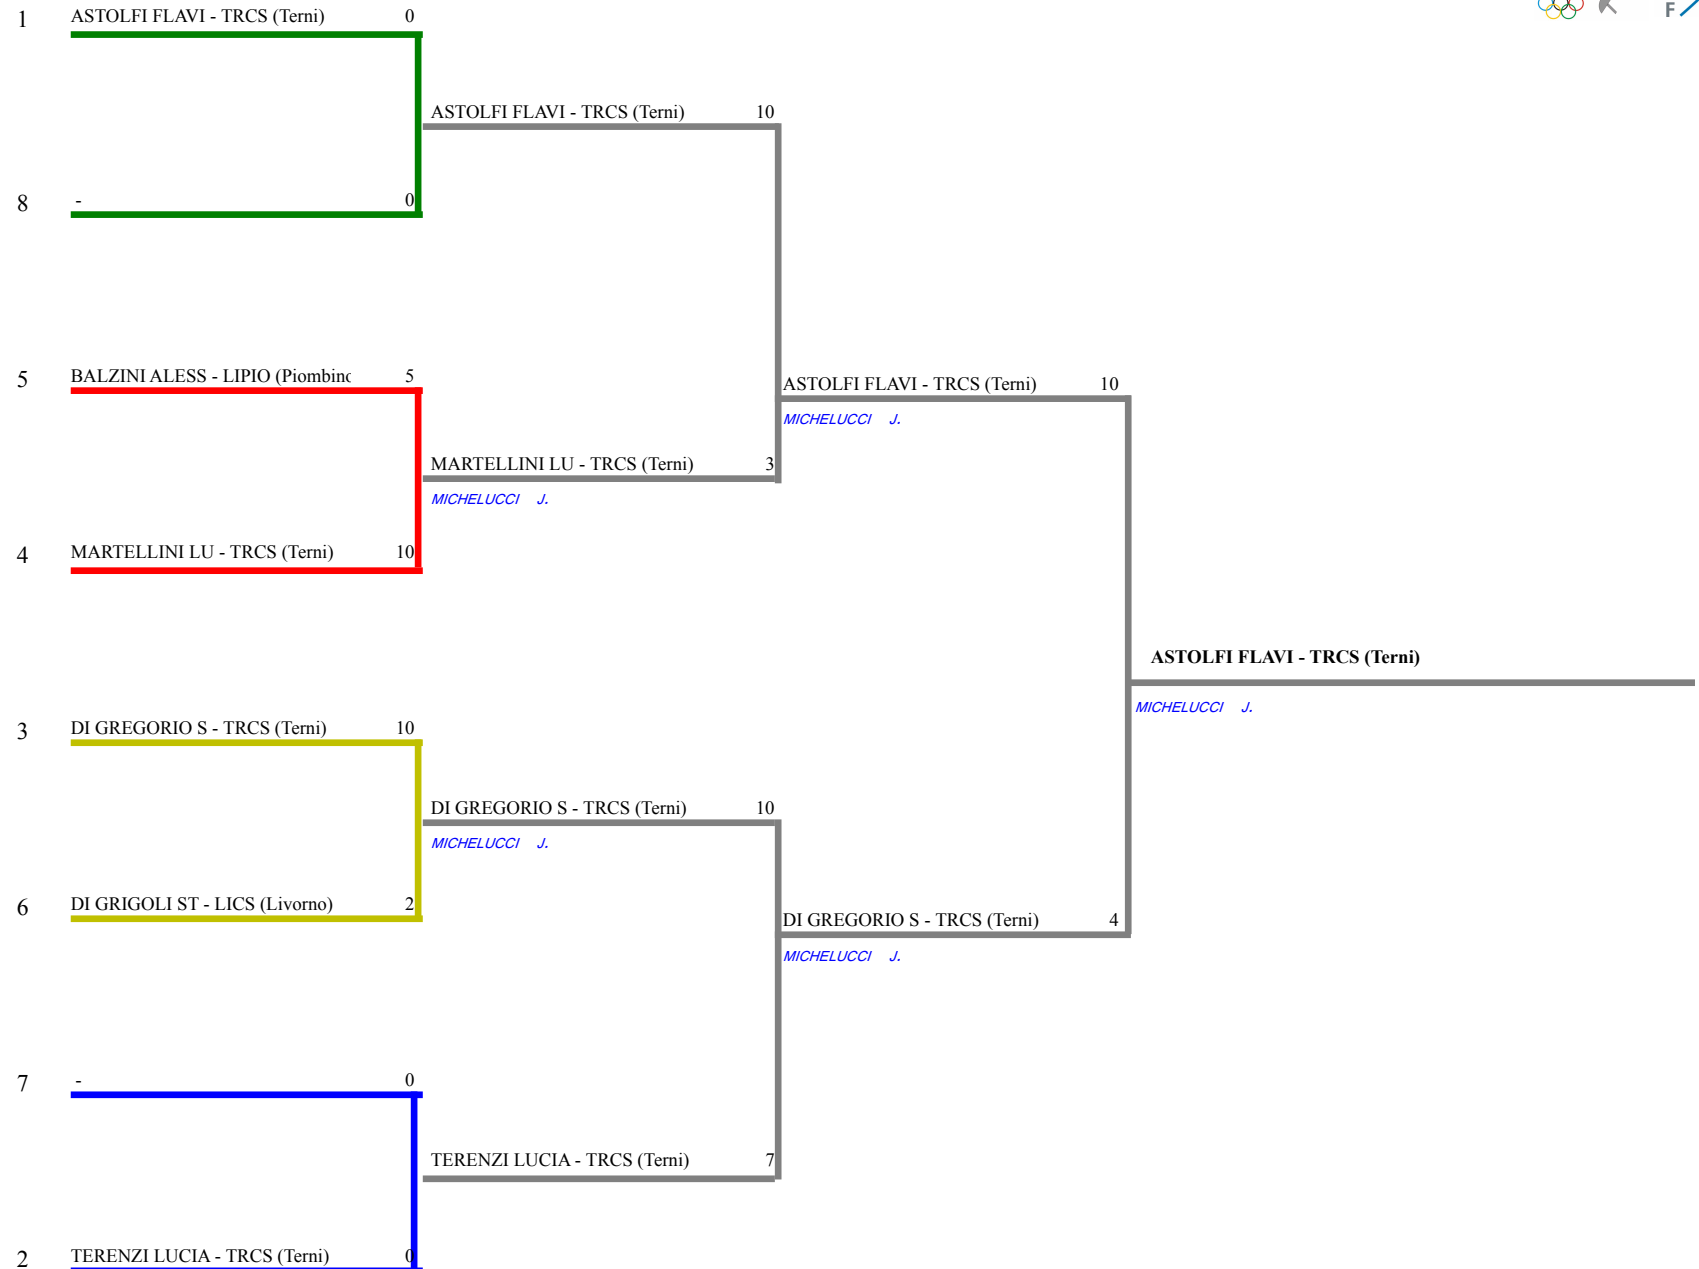 1 ASTOLFI FLAVI - TRCS (Terni) 0
F
ASTOLFI FLAVI - TRCS (Terni) 10
8 - 0
5 BALZINI ALESS - LIPIO (Piombino 5
ASTOLFI FLAVI - TRCS (Terni) 10
MICHELUCCI J.
MARTELLINI LU - TRCS (Terni) 3
MICHELUCCI J.
4 MARTELLINI LU - TRCS (Terni) 10
ASTOLFI FLAVI - TRCS (Terni)
MICHELUCCI J.
3 DI GREGORIO S - TRCS (Terni) 10
DI GREGORIO S - TRCS (Terni) 10
MICHELUCCI J.
6 DI GRIGOLI ST - LICS (Livorno) 2
DI GREGORIO S - TRCS (Terni) 4
MICHELUCCI J.
7 - 0
TERENZI LUCIA - TRCS (Terni) 7
2 TERENZI LUCIA - TRCS (Terni) 0